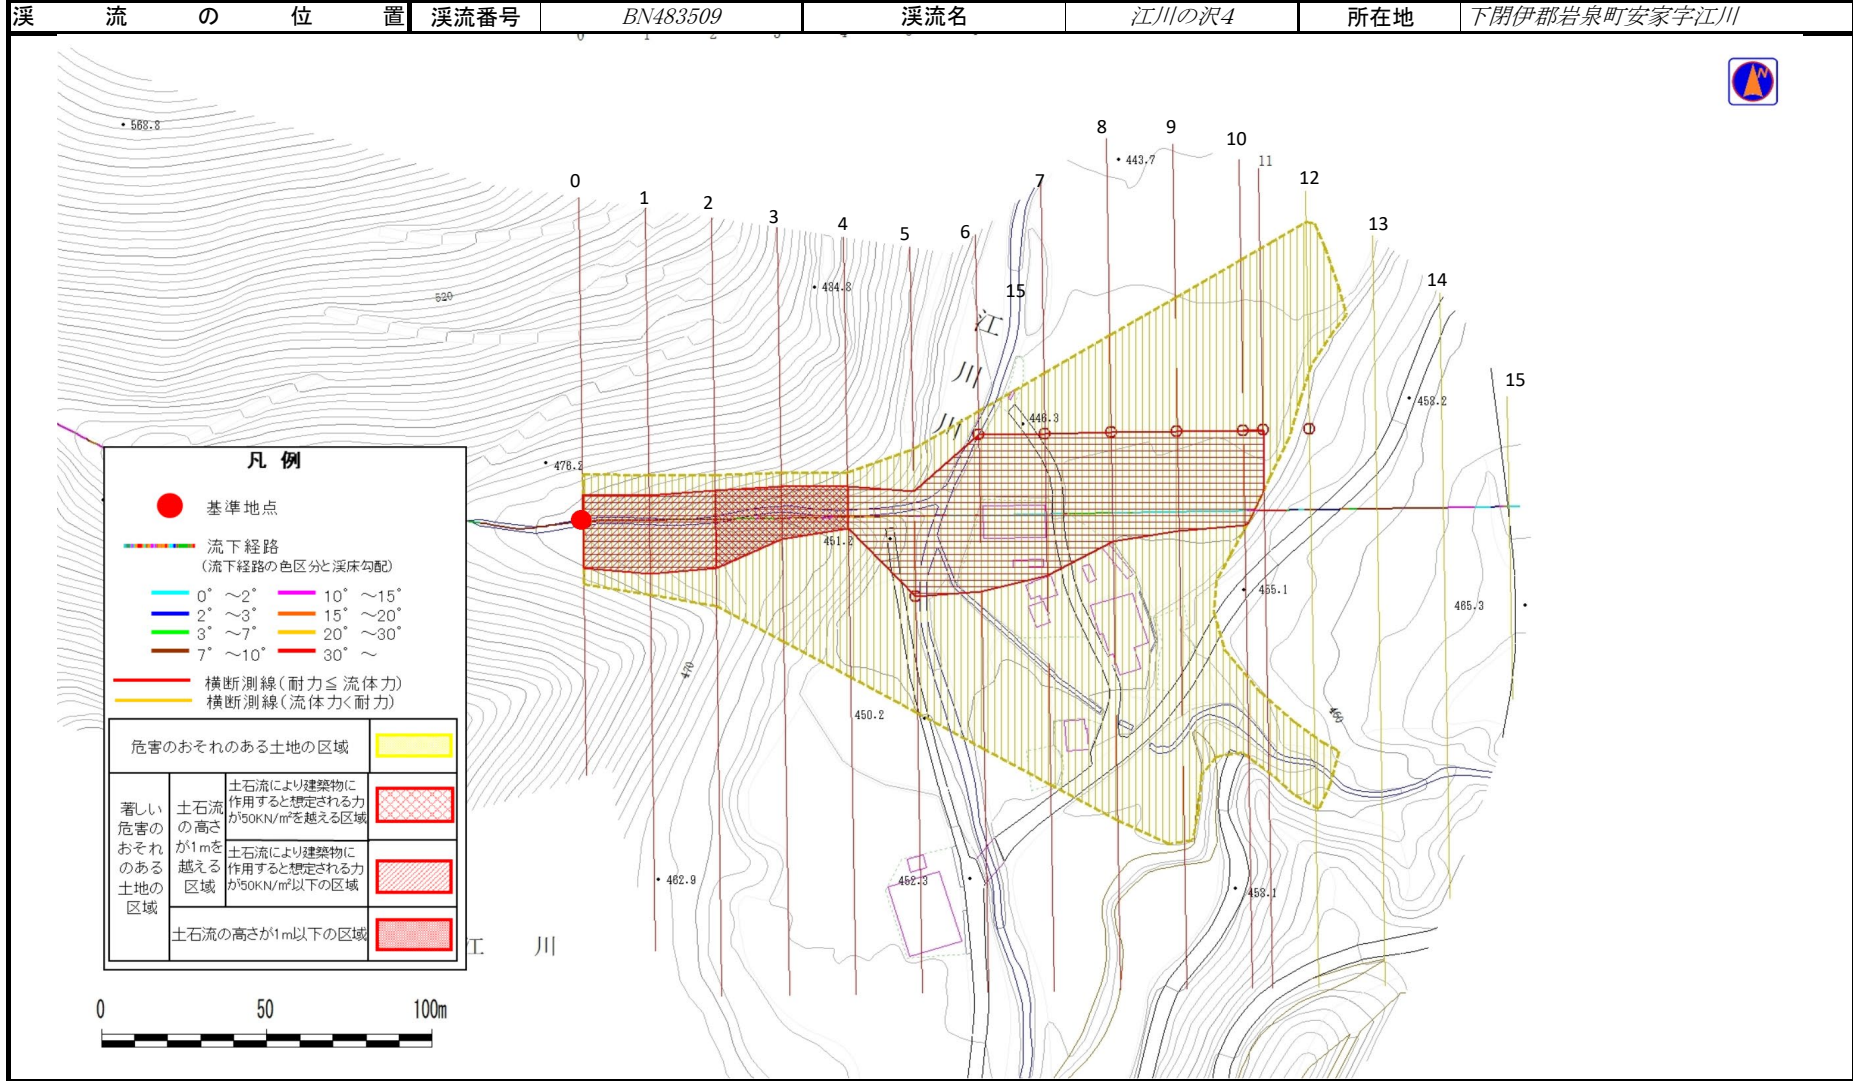 渓流の位置 渓流番号 BN483509 渓流名 江川の沢4 所在地 下閉伊郡岩泉町安家字江川
N
568.8
443.7
8
9
10
11
12
0
1
2
3
4
5
6
7
13
14
15
15
520
484.8
江
川
川
446.3
458.2
476.2
451.2
455.1
465.3
470
450.2
460
462.9
452.3
453.1
江 川
凡 例
基準地点
流下経路
(流下経路の色区分と渓床勾配)
0° ~2° 10° ~15°
2° ~3° 15° ~20°
3° ~7° 20° ~30°
7° ~10° 30° ~
横断測線(耐力≦流体力)
横断測線(流体力<耐力)
危害のおそれのある土地の区域
著しい
危害の
おそれ
のある
土地の
区域
土石流
の高さ
が1mを
越える
区域
土石流により建築物に
作用すると想定される力
が50KN/㎡を越える区域
土石流により建築物に
作用すると想定される力
が50KN/㎡以下の区域
土石流の高さが1m以下の区域
0 50 100m